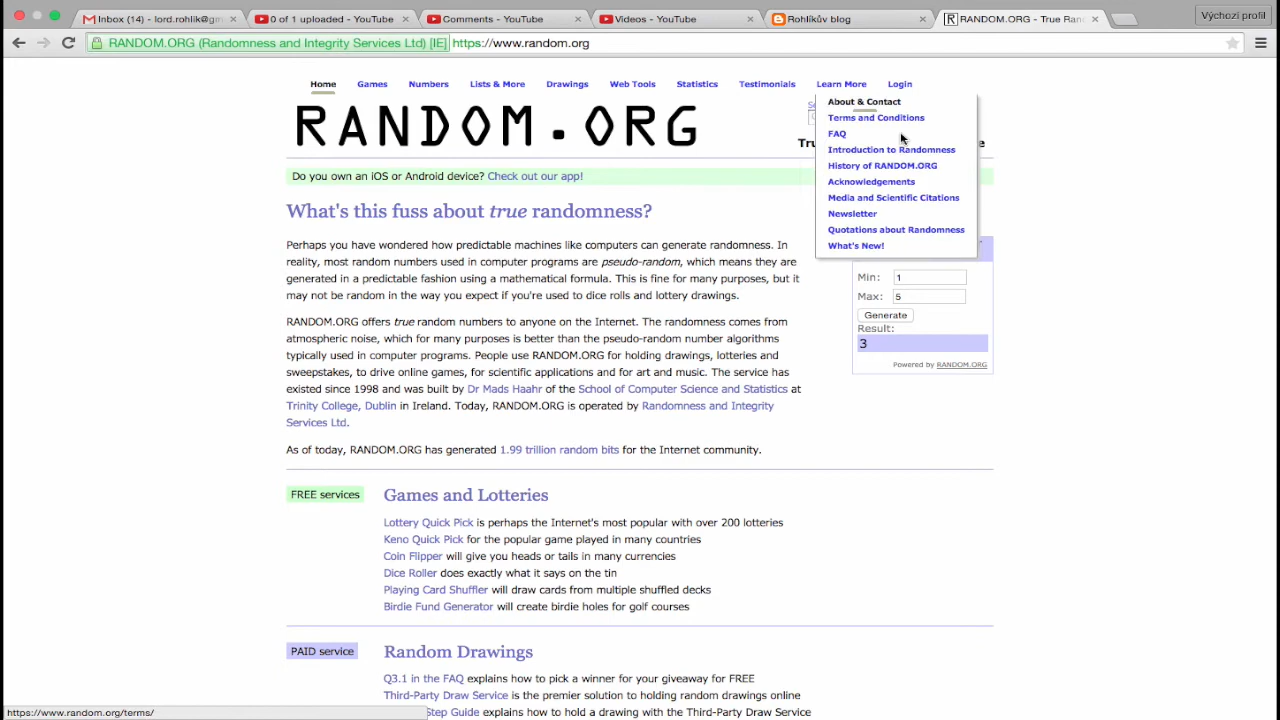 Inbox (14) - lord.rohlik@gm
0 of 1 uploaded - YouTube
Comments - YouTube
Videos - YouTube
Rohlíkův blog
RANDOM.ORG - True Ran
Výchozí profil
RANDOM.ORG (Randomness and Integrity Services Ltd) [IE] https://www.random.org
Home Games Numbers Lists & More Drawings Web Tools Statistics Testimonials Learn More Login
About & Contact
Terms and Conditions
FAQ
Introduction to Randomness
History of RANDOM.ORG
Acknowledgements
Media and Scientific Citations
Newsletter
Quotations about Randomness
What's New!
RANDOM.ORG
Do you own an iOS or Android device? Check out our app!
What's this fuss about true randomness?
Perhaps you have wondered how predictable machines like computers can generate randomness. In
reality, most random numbers used in computer programs are pseudo-random, which means they are
generated in a predictable fashion using a mathematical formula. This is fine for many purposes, but it
may not be random in the way you expect if you're used to dice rolls and lottery drawings.
RANDOM.ORG offers true random numbers to anyone on the Internet. The randomness comes from
atmospheric noise, which for many purposes is better than the pseudo-random number algorithms
typically used in computer programs. People use RANDOM.ORG for holding drawings, lotteries and
sweepstakes, to drive online games, for scientific applications and for art and music. The service has
existed since 1998 and was built by Dr Mads Haahr of the School of Computer Science and Statistics at
Trinity College, Dublin in Ireland. Today, RANDOM.ORG is operated by Randomness and Integrity
Services Ltd.
As of today, RANDOM.ORG has generated 1.99 trillion random bits for the Internet community.
Min: 1
Max: 5
Generate
Result:
3
Powered by RANDOM.ORG
FREE services
Games and Lotteries
Lottery Quick Pick is perhaps the Internet's most popular with over 200 lotteries
Keno Quick Pick for the popular game played in many countries
Coin Flipper will give you heads or tails in many currencies
Dice Roller does exactly what it says on the tin
Playing Card Shuffler will draw cards from multiple shuffled decks
Birdie Fund Generator will create birdie holes for golf courses
PAID service
Random Drawings
Q3.1 in the FAQ explains how to pick a winner for your giveaway for FREE
Third-Party Draw Service is the premier solution to holding random drawings online
Step Guide explains how to hold a drawing with the Third-Party Draw Service
https://www.random.org/terms/